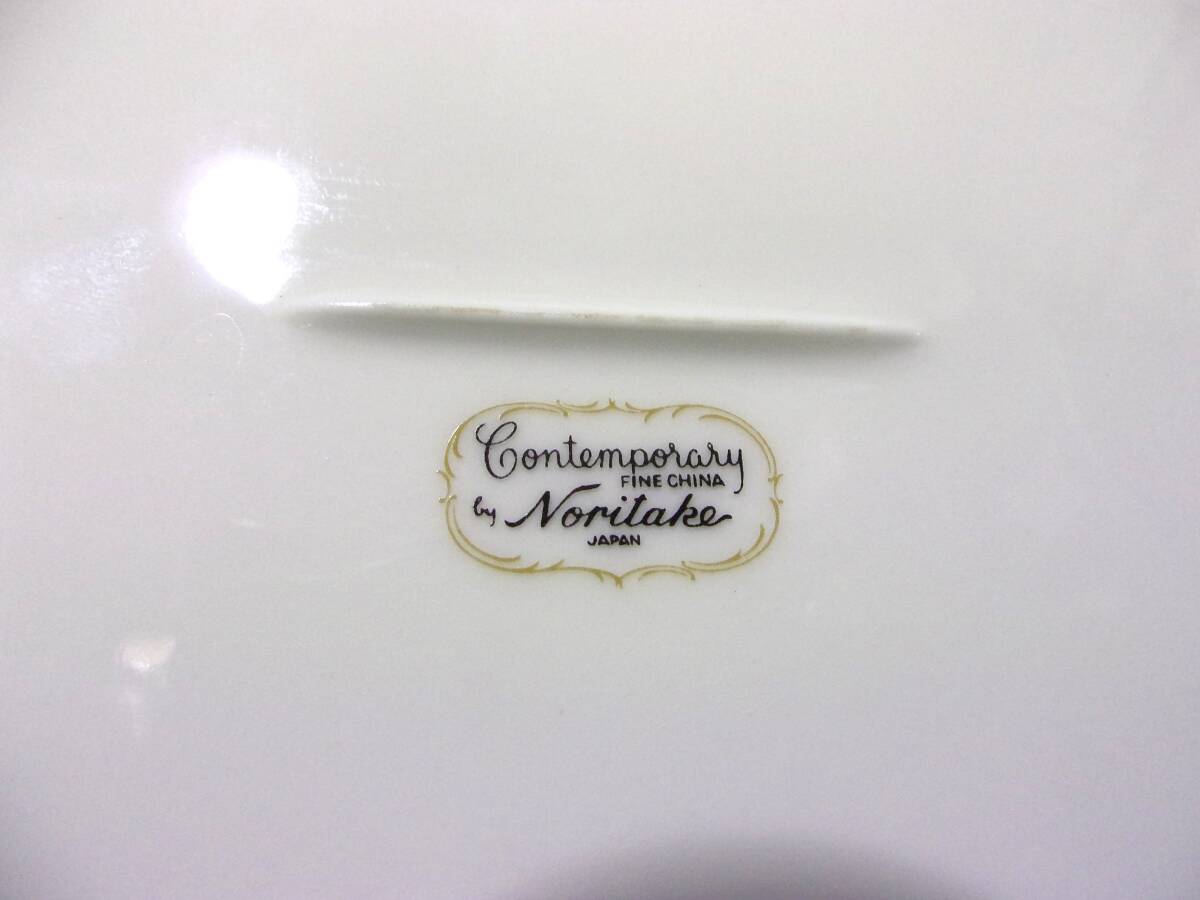 Contemporary
FINE CHINA
by Noritake
JAPAN